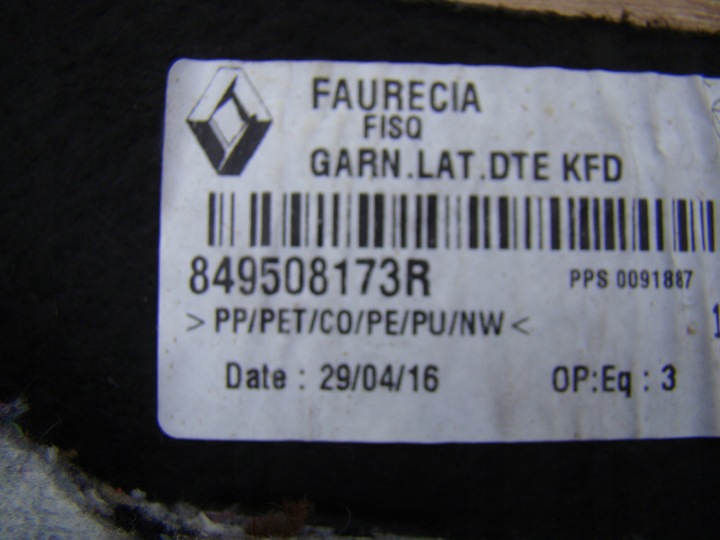 FAURECIA
FISQ
GARN.LAT.DTE KFD
849508173R PPS 0091887
>PP/PET/CO/PE/PU/NW<
Date : 29/04/16 OP:Eq : 3